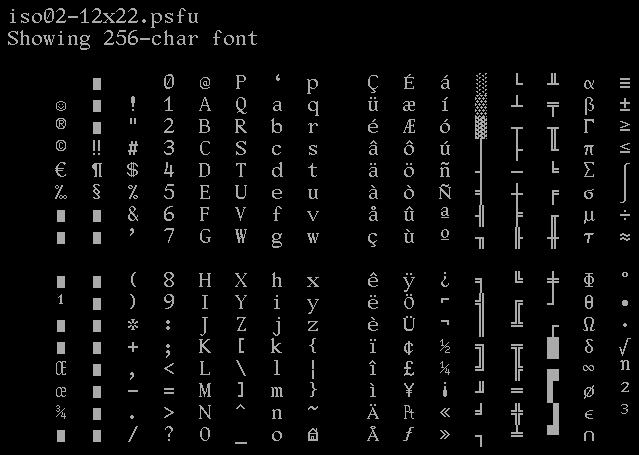 iso02-12x22.psfu
Showing 256-char font
■ 0 @ P ‘ p Ç É á ░ └ ╨ α ≡
☺ ■ ! 1 A Q a q ü æ í ▒ ┴ ╤ β ±
® ■ " 2 B R b r é Æ ó ▓ ┬ ╥ Γ ≥
© ‼ # 3 C S c s â ô ú │ ├ ╙ π ≤
€ ¶ $ 4 D T d t ä ö ñ ┤ ─ ╘ Σ ⌠
‰ § % 5 E U e u à ò Ñ ╡ ┼ ╒ σ ⌡
■ ■ & 6 F V f v å û ª ╢ ╞ ╓ µ ÷
■ ■ ’ 7 G W g w ç ù º ╖ ╟ ╫ τ ≈
■ ■ ( 8 H X h x ê ÿ ¿ ╕ ╚ ╪ Φ °
¹ ■ ) 9 I Y i y ë Ö ⌐ ╣ ╔ ┘ θ •
■ ■ * : J Z j z è Ü ¬ ║ ╩ ┌ Ω ·
■ ■ + ; K [ k { ï ¢ ½ ╗ ╦ █ δ √
Œ ■ , < L \ l ¦ î £ ¼ ╝ ╠ ▄ ∞ ⁿ
œ ■ - = M ] m } ì ¥ ¡ ╜ ═ ▌ ø ²
¾ ■ . > N ^ n ~ Ä ₧ « ╛ ╬ ▐ ε ³
■ ■ / ? O _ o ⌂ Å ƒ » ┐ ╧ ▀ ∩